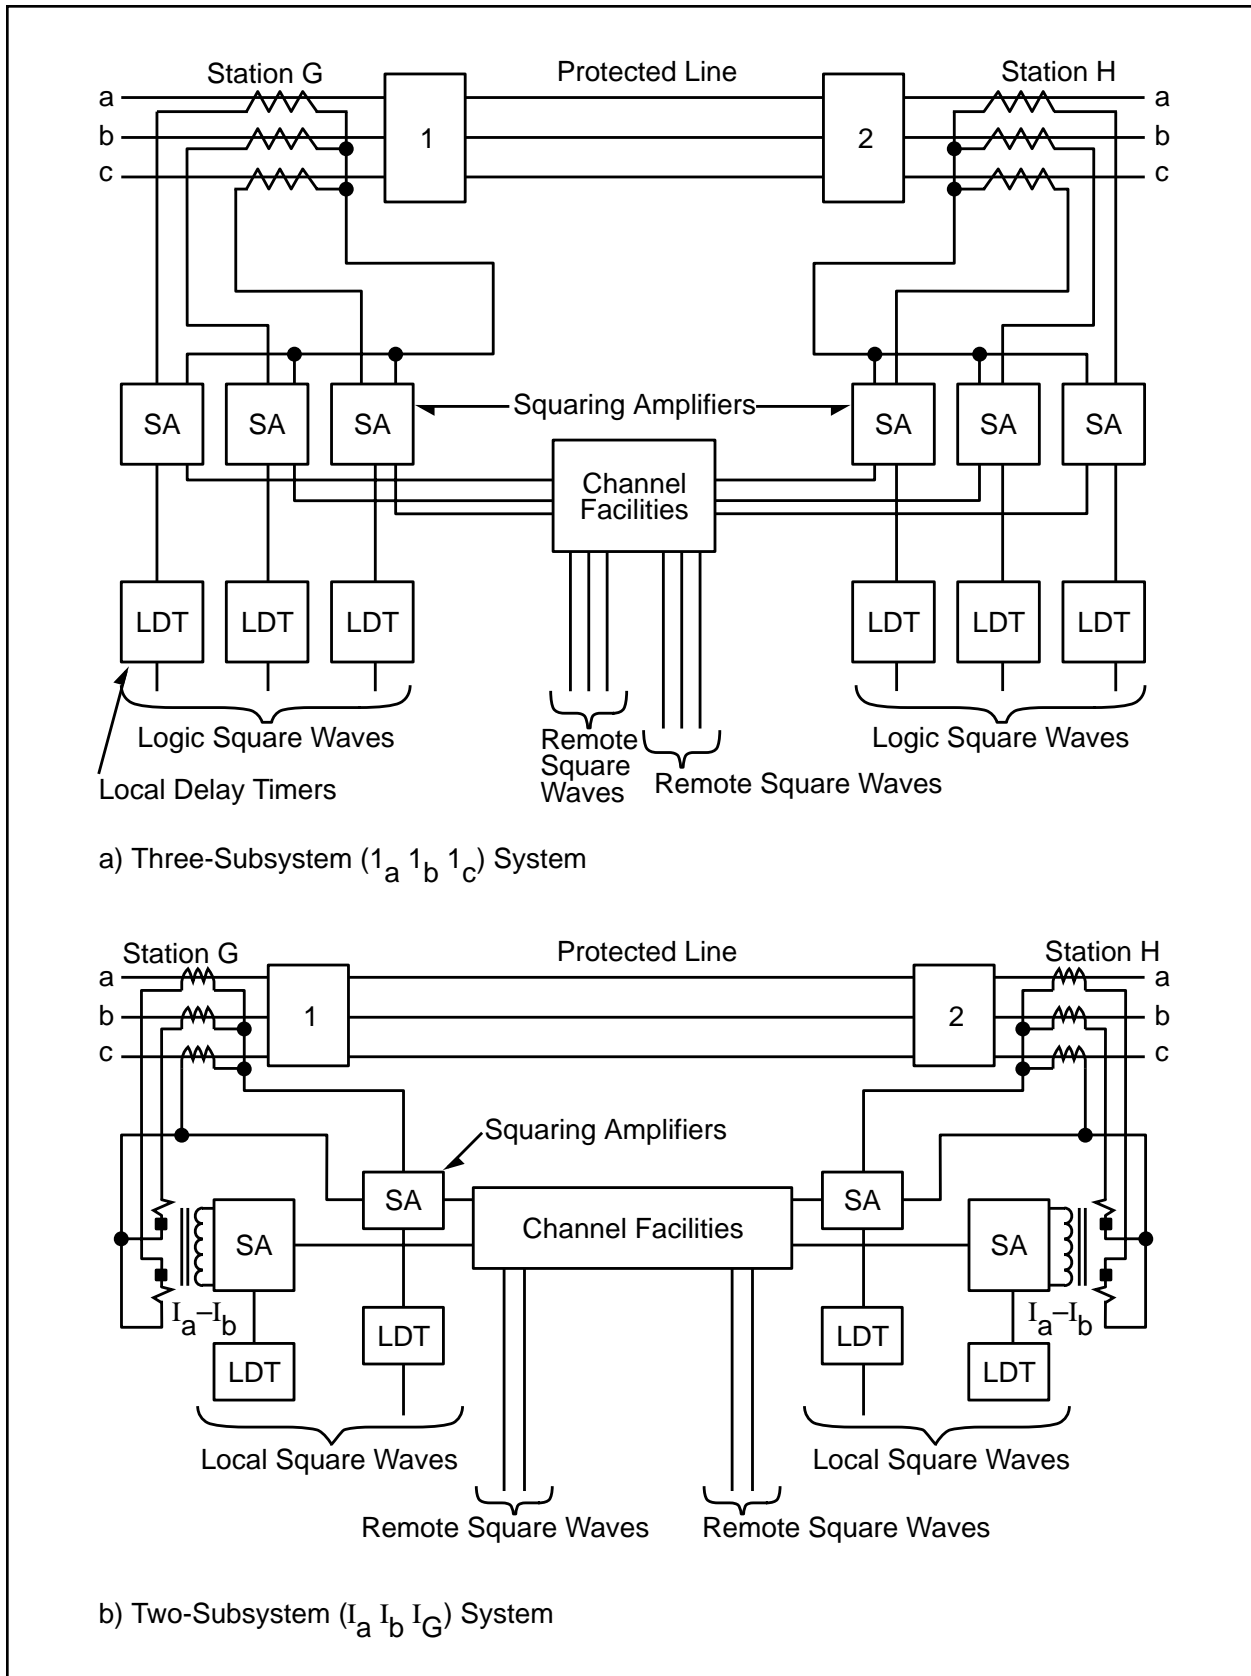 Station G Protected Line Station H
a a
b 1 2 b
c c
SA SA SA Squaring Amplifiers SA SA SA
Channel
Facilities
LDT LDT LDT LDT LDT LDT
Logic Square Waves Logic Square Waves
Remote
Square
Waves
Remote Square Waves
Local Delay Timers
a) Three-Subsystem (1a 1b 1c) System
Station G Protected Line Station H
a a
b 1 2 b
c c
Squaring Amplifiers
SA SA
SA Channel Facilities SA
Ia–Ib Ia–Ib
LDT LDT
LDT LDT
Local Square Waves Local Square Waves
Remote Square Waves Remote Square Waves
b) Two-Subsystem (Ia Ib IG) System